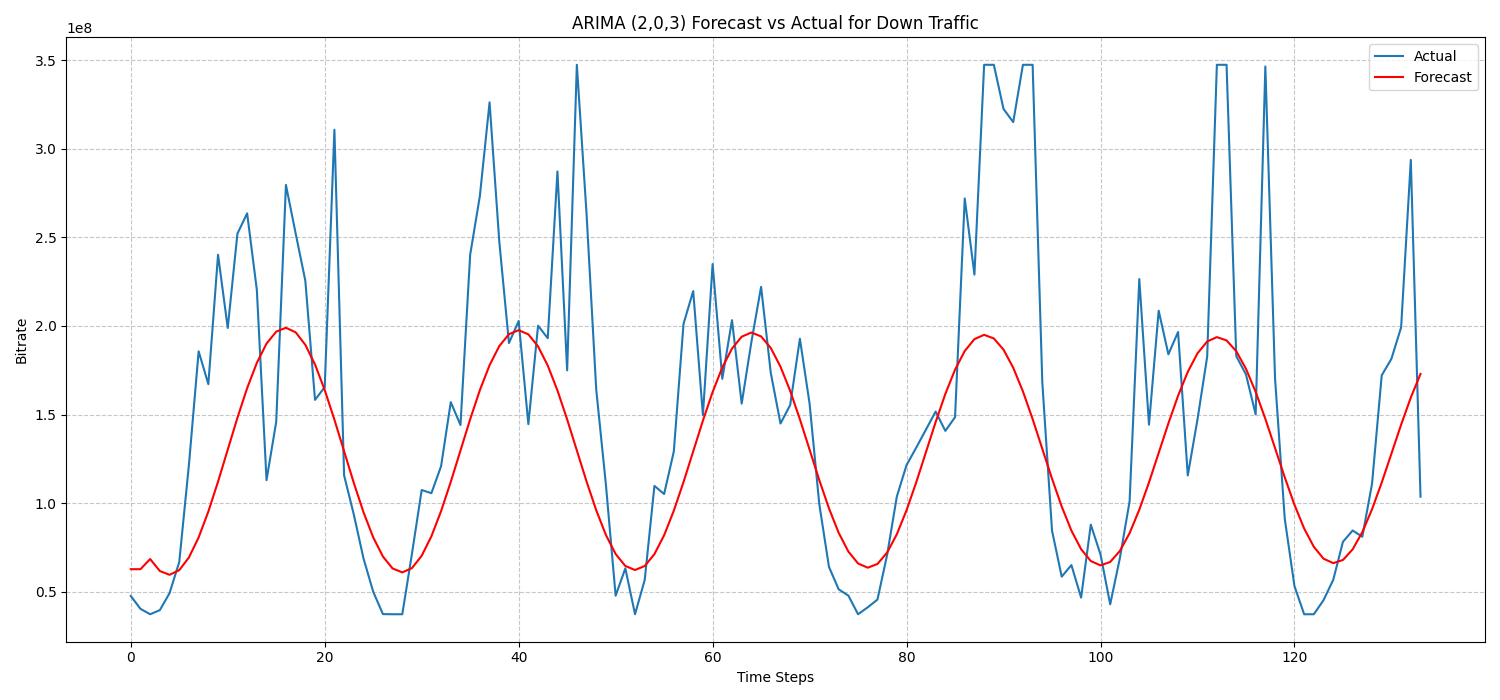 ARIMA (2,0,3) Forecast vs Actual for Down Traffic
1e8
3.5
3.0
2.5
2.0
1.5
1.0
0.5
Bitrate
Actual
Forecast
0 20 40 60 80 100 120
Time Steps